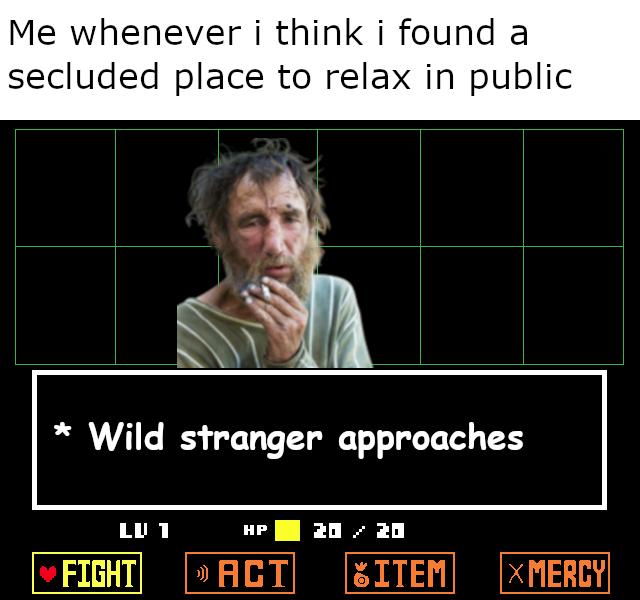 Me whenever i think i found a
secluded place to relax in public
* Wild stranger approaches
LV 1 HP 20 / 20
FIGHT ACT ITEM MERCY